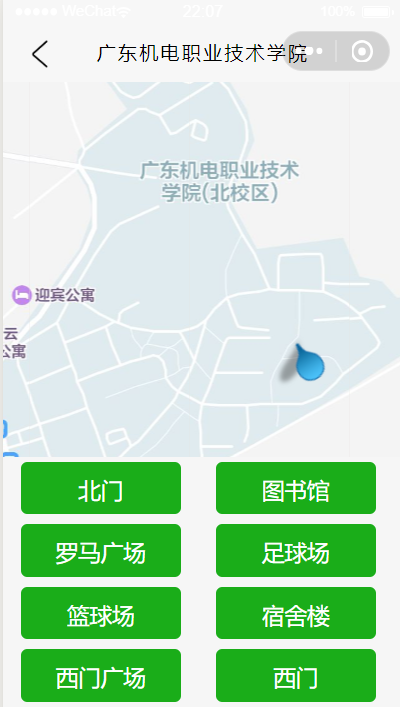 WeChat 22:07 100%
广东机电职业技术学院
广东机电职业技术
学院(北校区)
迎宾公寓
云
公寓
北门 图书馆
罗马广场 足球场
篮球场 宿舍楼
西门广场 西门